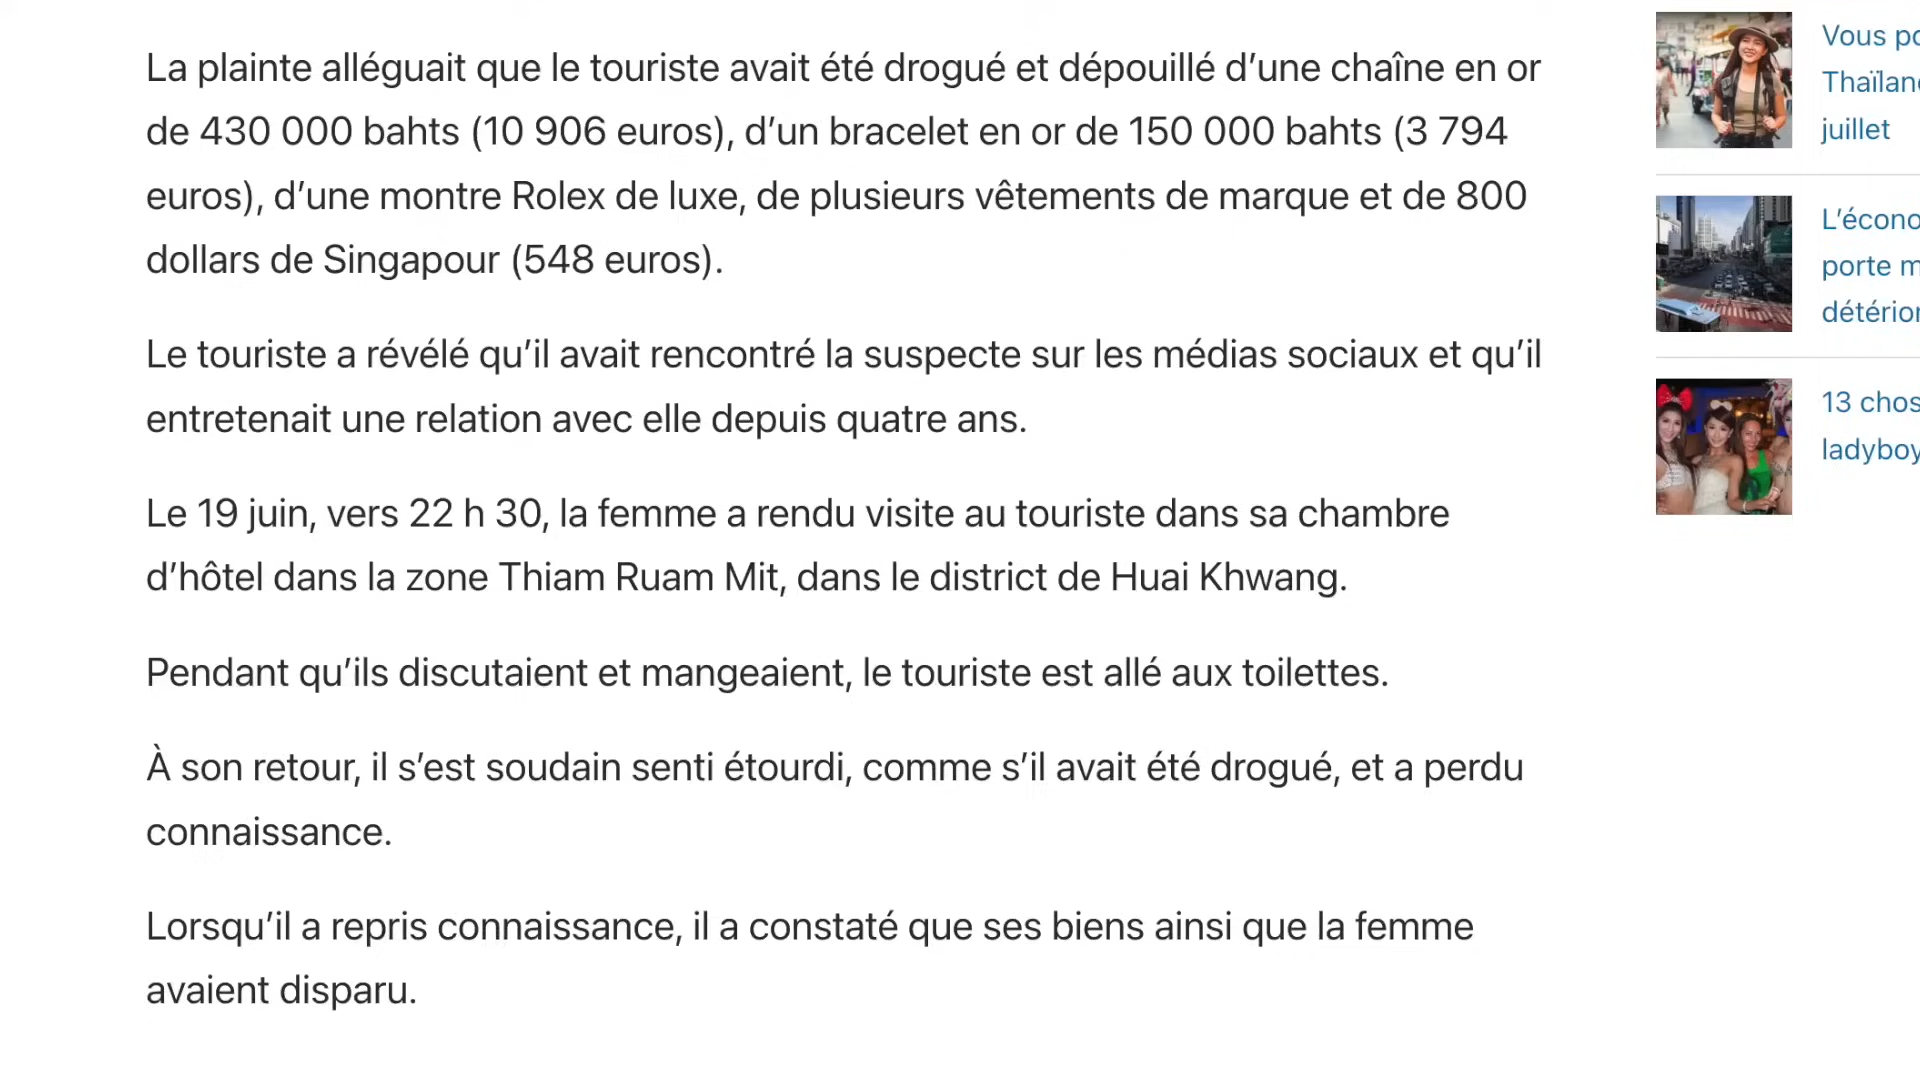 La plainte alléguait que le touriste avait été drogué et dépouillé d’une chaîne en or
de 430 000 bahts (10 906 euros), d’un bracelet en or de 150 000 bahts (3 794
euros), d’une montre Rolex de luxe, de plusieurs vêtements de marque et de 800
dollars de Singapour (548 euros).
Le touriste a révélé qu’il avait rencontré la suspecte sur les médias sociaux et qu’il
entretenait une relation avec elle depuis quatre ans.
Le 19 juin, vers 22 h 30, la femme a rendu visite au touriste dans sa chambre
d’hôtel dans la zone Thiam Ruam Mit, dans le district de Huai Khwang.
Pendant qu’ils discutaient et mangeaient, le touriste est allé aux toilettes.
À son retour, il s’est soudain senti étourdi, comme s’il avait été drogué, et a perdu
connaissance.
Lorsqu’il a repris connaissance, il a constaté que ses biens ainsi que la femme
avaient disparu.
Vous po
Thaïlan
juillet
L’écono
porte m
détérior
13 chos
ladyboy